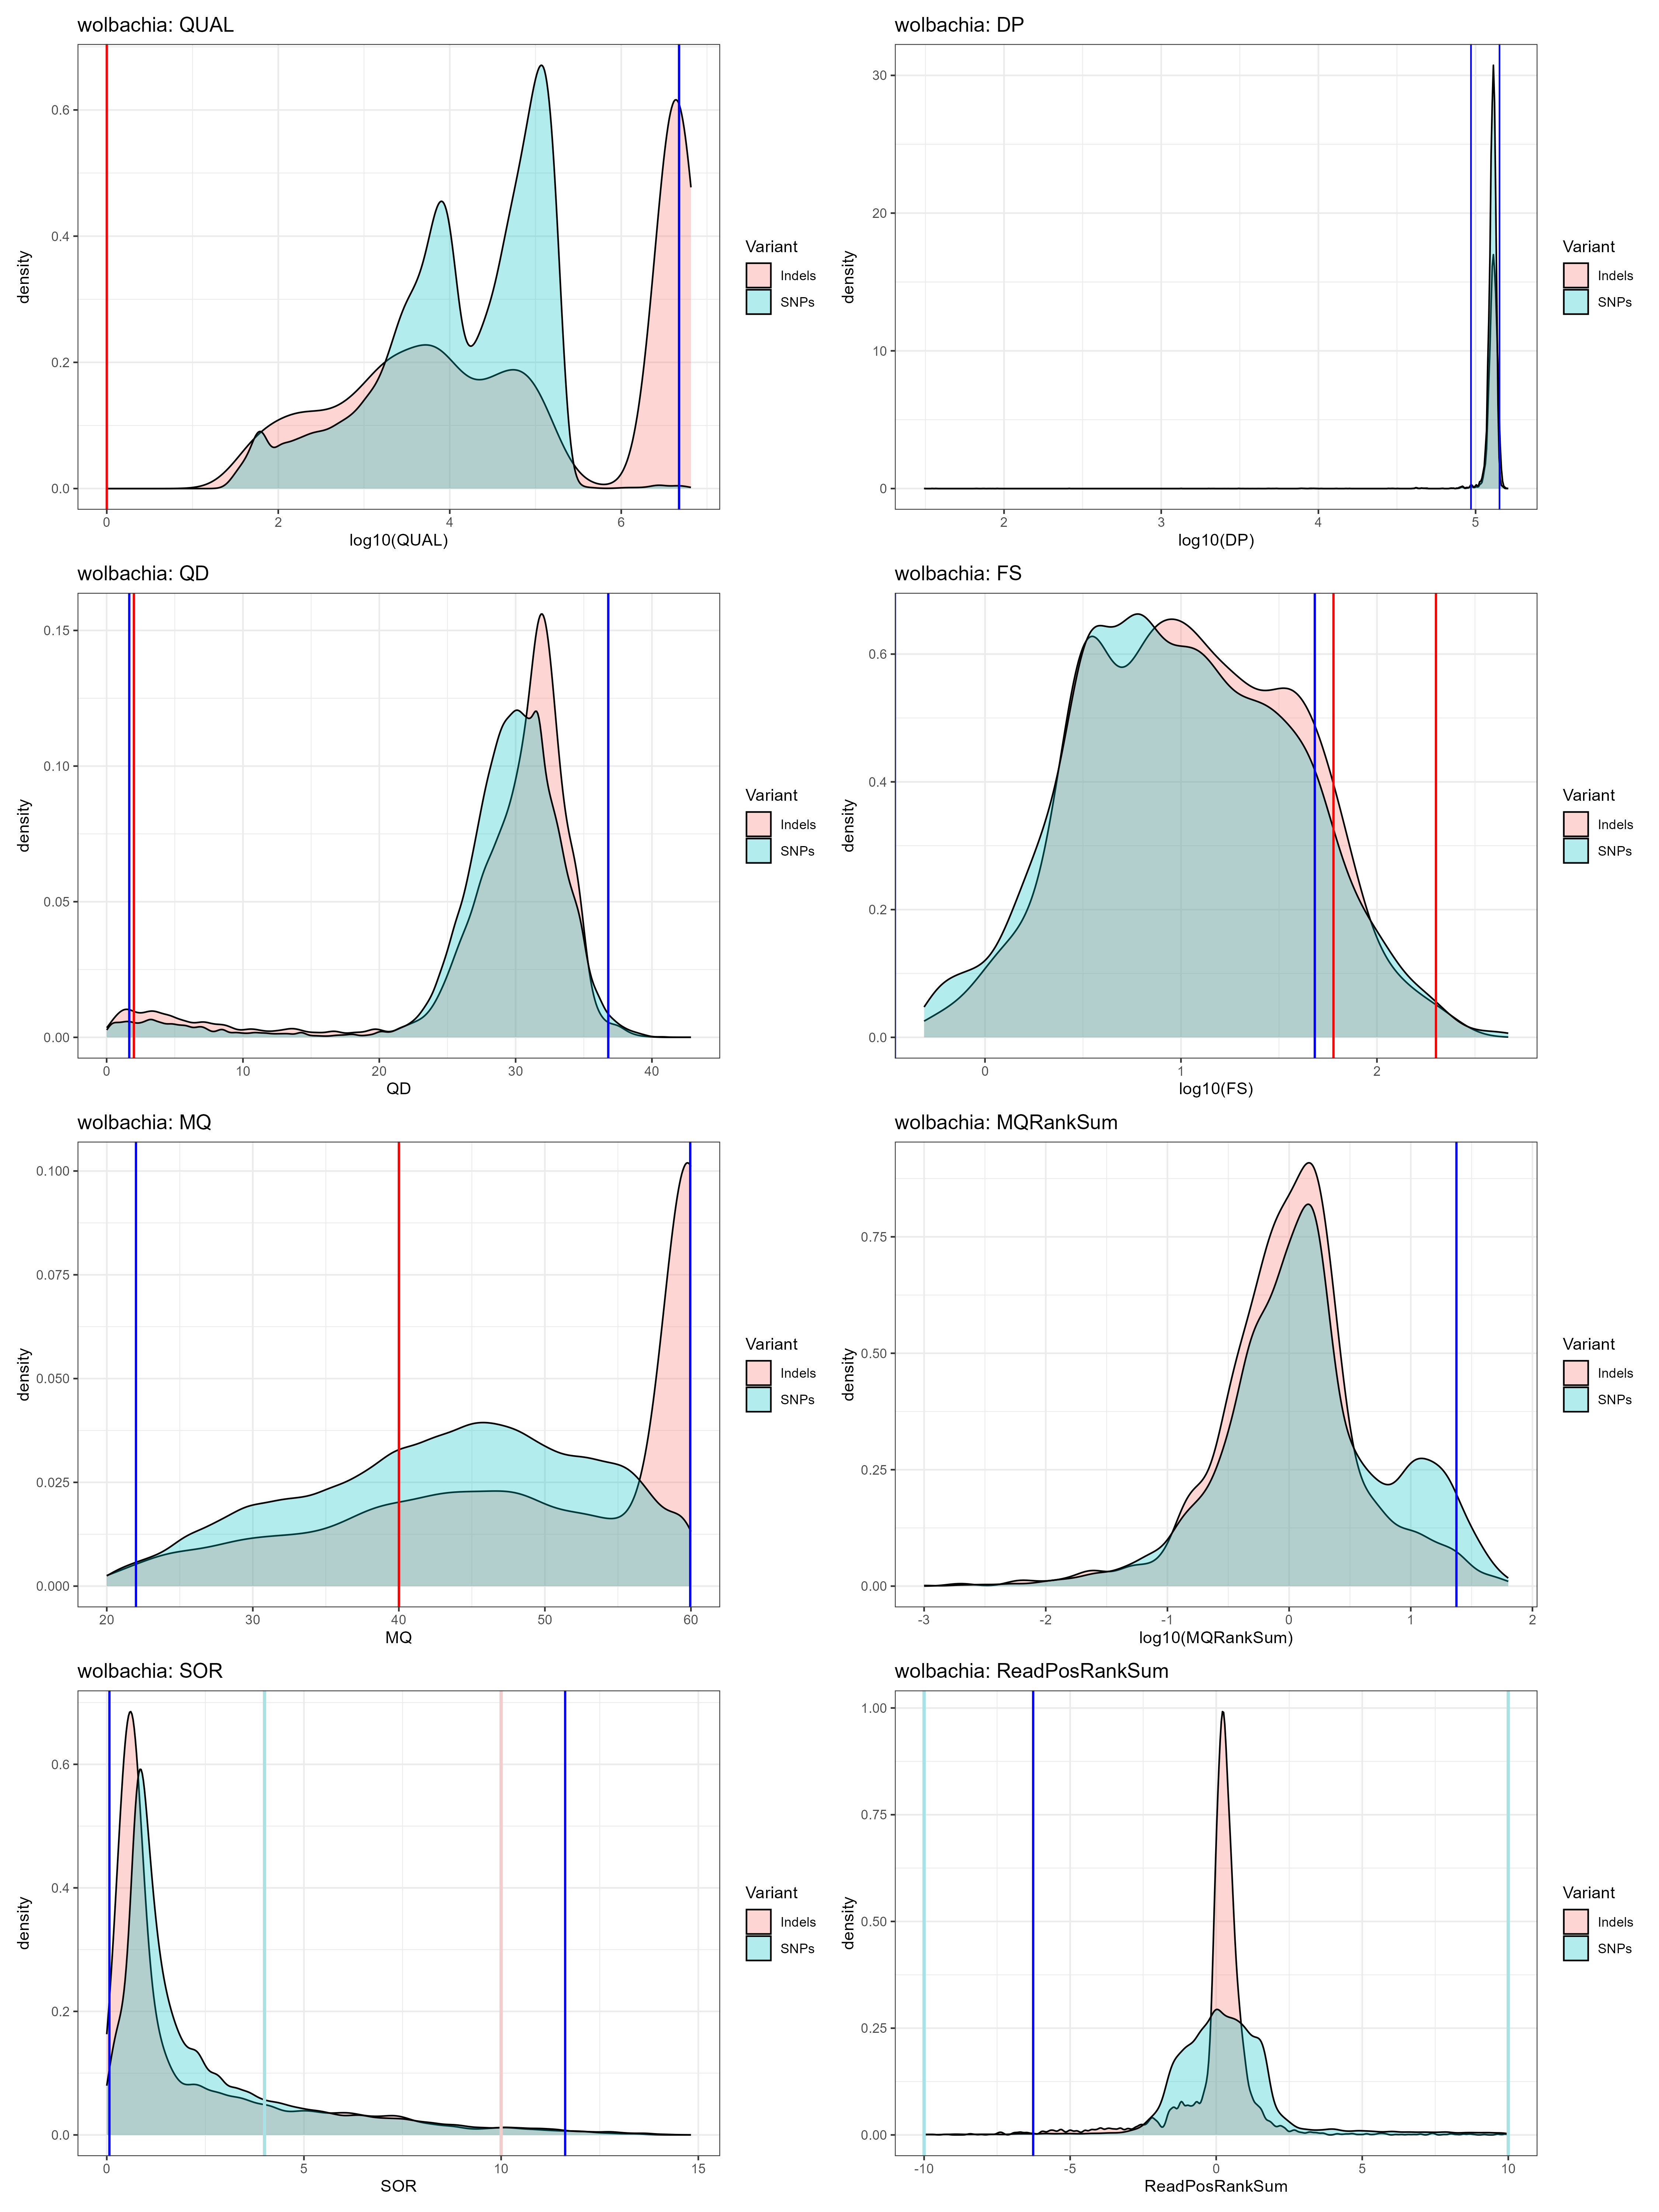 wolbachia: QUAL
density
0.6
0.4
0.2
0.0
0 2 4 6
log10(QUAL)
Variant
Indels
SNPs
wolbachia: DP
density
30
20
10
0
2 3 4 5
log10(DP)
Variant
Indels
SNPs
wolbachia: QD
density
0.15
0.10
0.05
0.00
0 10 20 30 40
QD
Variant
Indels
SNPs
wolbachia: FS
density
0.6
0.4
0.2
0.0
0 1 2
log10(FS)
Variant
Indels
SNPs
wolbachia: MQ
density
0.100
0.075
0.050
0.025
0.000
20 30 40 50 60
MQ
Variant
Indels
SNPs
wolbachia: MQRankSum
density
0.75
0.50
0.25
0.00
-3 -2 -1 0 1 2
log10(MQRankSum)
Variant
Indels
SNPs
wolbachia: SOR
density
0.6
0.4
0.2
0.0
0 5 10 15
SOR
Variant
Indels
SNPs
wolbachia: ReadPosRankSum
density
1.00
0.75
0.50
0.25
0.00
-10 -5 0 5 10
ReadPosRankSum
Variant
Indels
SNPs